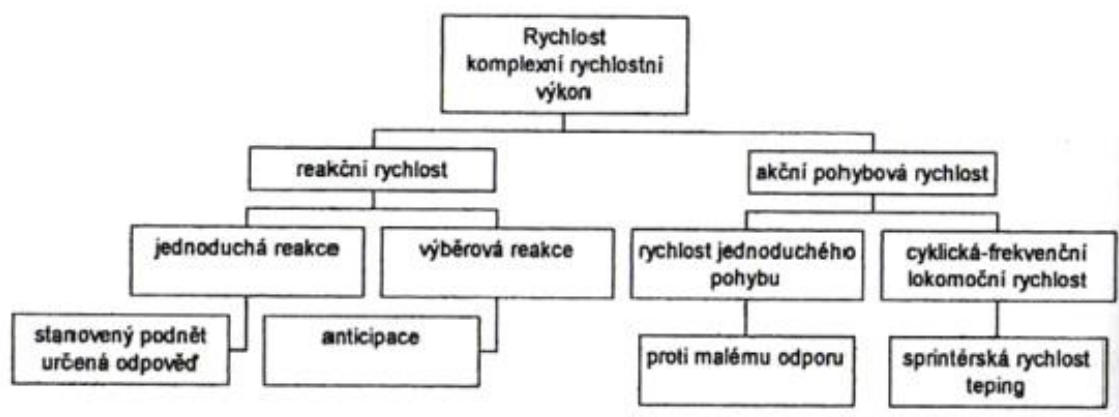 Rychlost
komplexní rychlostní
výkon
reakční rychlost
akční pohybová rychlost
jednoduchá reakce
výběrová reakce
rychlost jednoduchého
pohybu
cyklická-frekvenční
lokomoční rychlost
stanovený podnět
určená odpověď
anticipace
proti malému odporu
sprintérská rychlost
teping